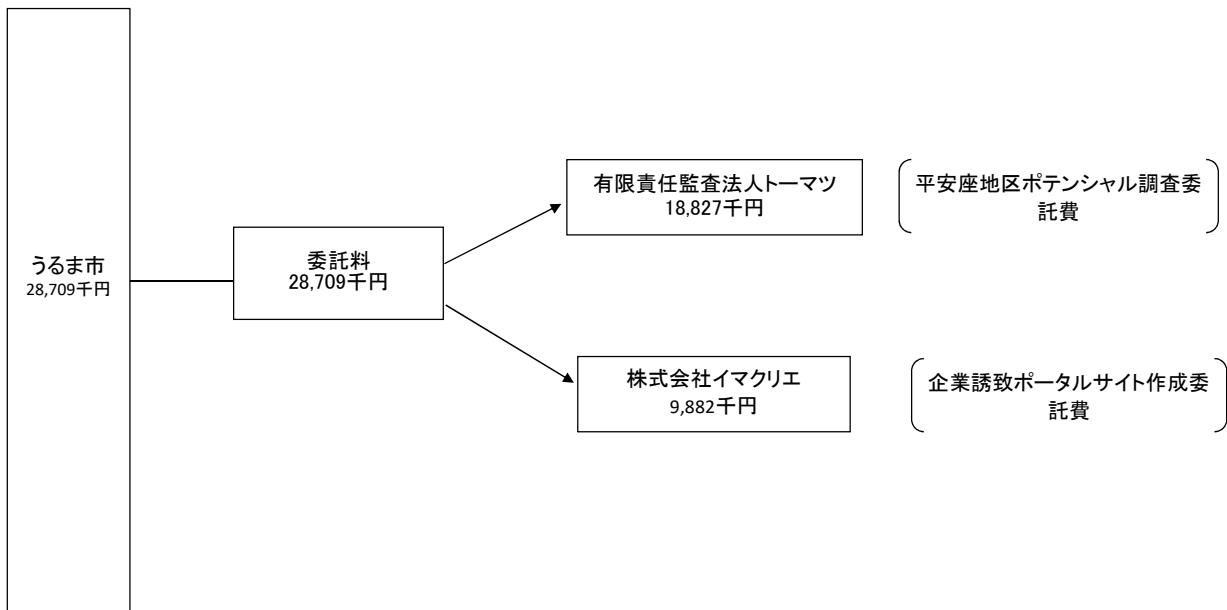 うるま市
28,709千円
委託料
28,709千円
有限責任監査法人トーマツ
18,827千円
平安座地区ポテンシャル調査委
託費
株式会社イマクリエ
9,882千円
企業誘致ポータルサイト作成委
託費